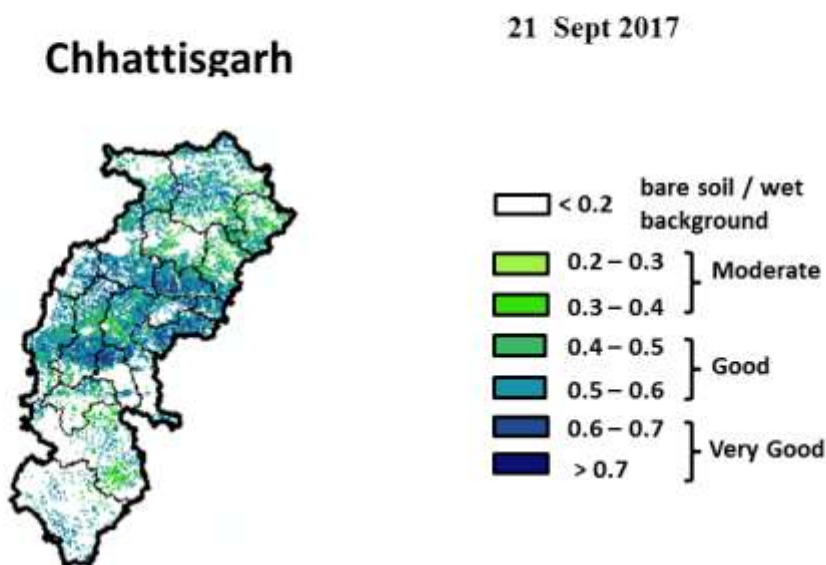 21 Sept 2017
Chhattisgarh
< 0.2 bare soil / wet
background
0.2 – 0.3
Moderate
0.3 – 0.4
0.4 – 0.5
Good
0.5 – 0.6
0.6 – 0.7
Very Good
> 0.7